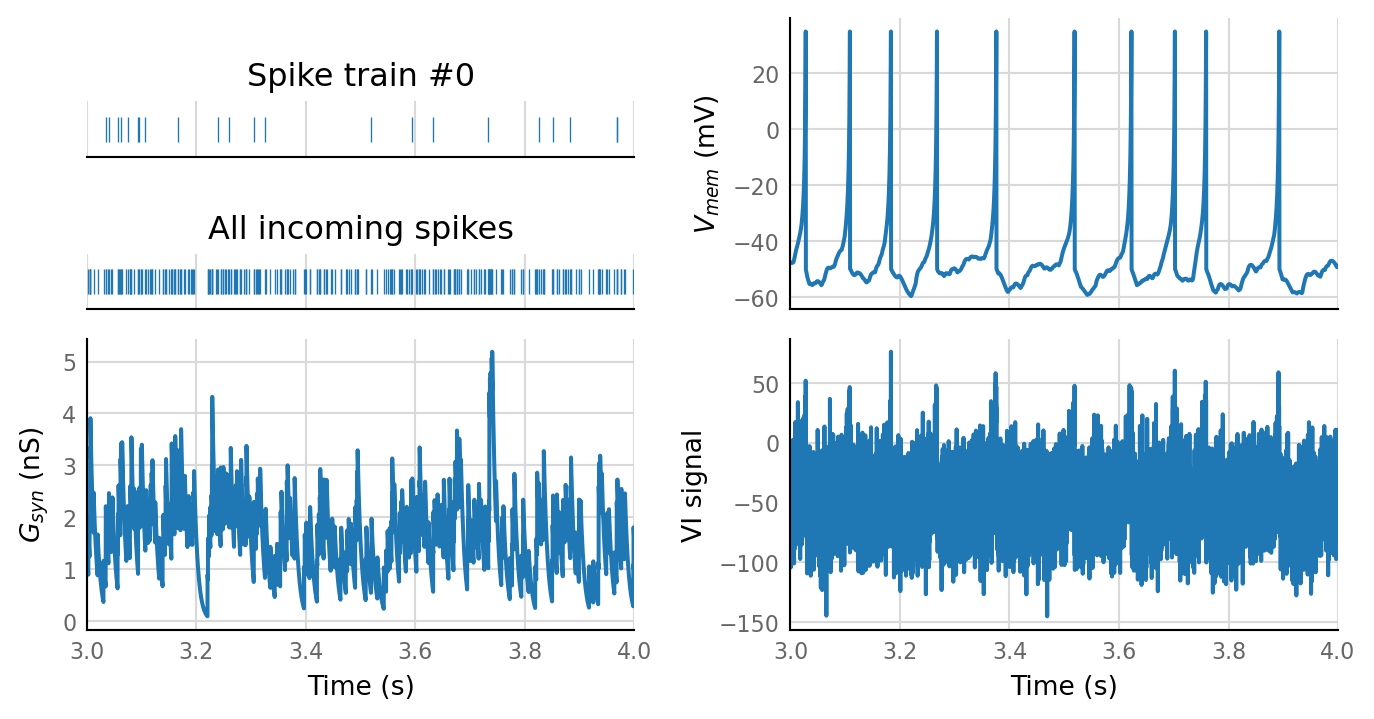 Spike train #0
All incoming spikes
5
4
3
2
1
0
G_syn (nS)
3.0 3.2 3.4 3.6 3.8 4.0
Time (s)
20
0
−20
−40
−60
V_mem (mV)
50
0
−50
−100
−150
VI signal
3.0 3.2 3.4 3.6 3.8 4.0
Time (s)